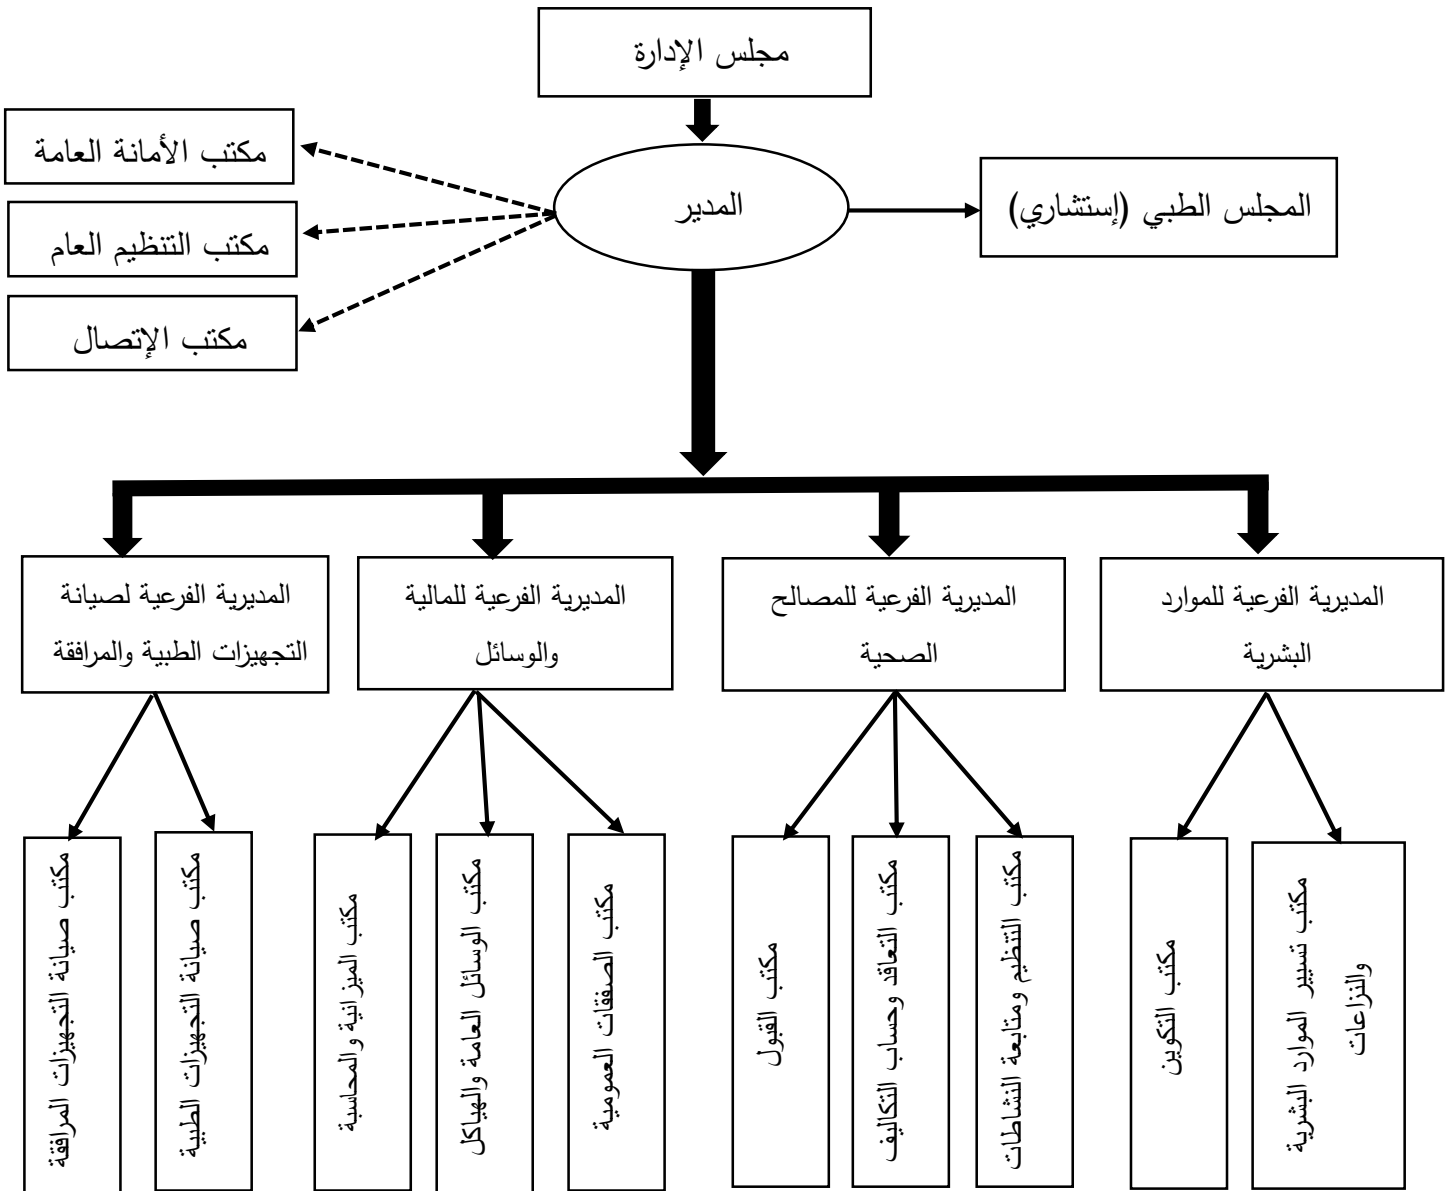 مجلس الإدارة
المدير
المجلس الطبي (إستشاري)
مكتب الأمانة العامة
مكتب التنظيم العام
مكتب الإتصال
المديرية الفرعية للموارد
البشرية
المديرية الفرعية للمصالح
الصحية
المديرية الفرعية للمالية
والوسائل
المديرية الفرعية لصيانة
التجهيزات الطبية والمرافقة
مكتب تسيير الموارد البشرية
والنزاعات
مكتب التكوين
مكتب التنظيم ومتابعة النشاطات
مكتب التعاقد وحساب التكاليف
مكتب القبول
مكتب الصفقات العمومية
مكتب الوسائل العامة والهياكل
مكتب الميزانية والمحاسبة
مكتب صيانة التجهيزات الطبية
مكتب صيانة التجهيزات المرافقة